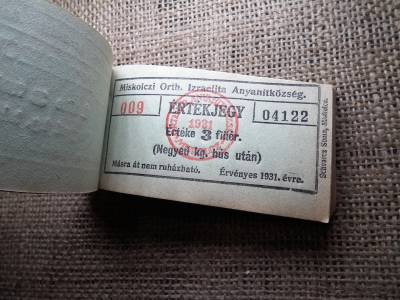 Miskolczi Orth. Izraelita Anyahitközség.
009 ÉRTÉKJEGY 04122
1931
Értéke 3 fillér.
(Negyed kg. hús után)
Másra át nem ruházható. Érvényes 1931. évre.